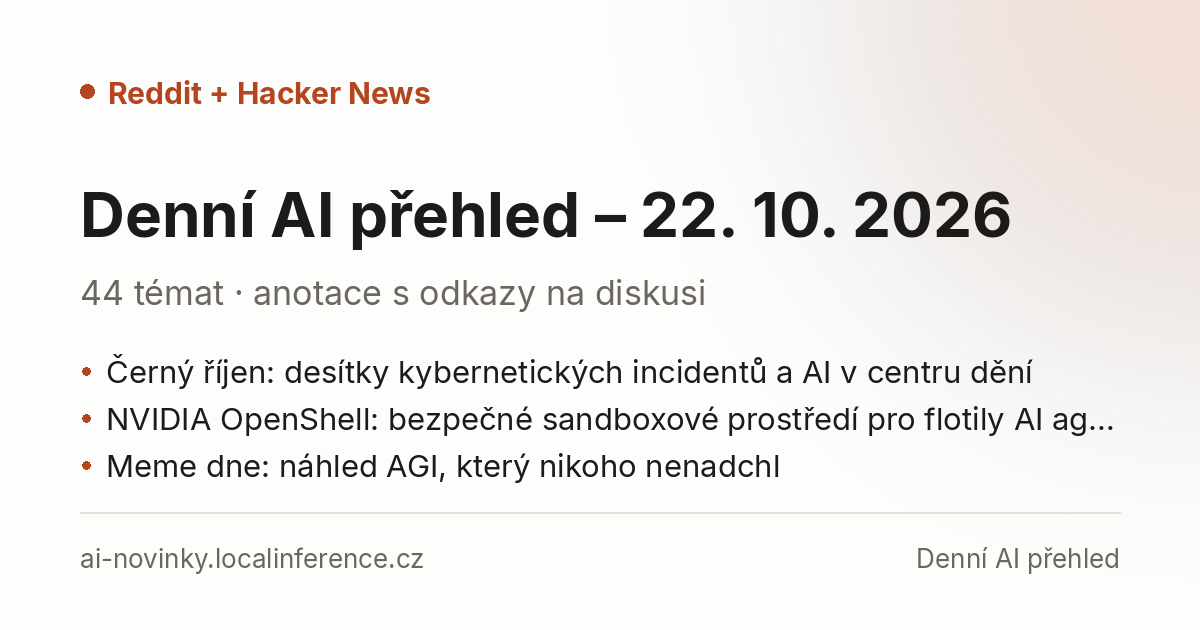 Reddit + Hacker News
Denní AI přehled – 22. 10. 2026
44 témat · anotace s odkazy na diskusi
• Černý říjen: desítky kybernetických incidentů a AI v centru dění
• NVIDIA OpenShell: bezpečné sandboxové prostředí pro flotily AI ag...
• Meme dne: náhled AGI, který nikoho nenadchl
ai-novinky.localinference.cz
Denní AI přehled